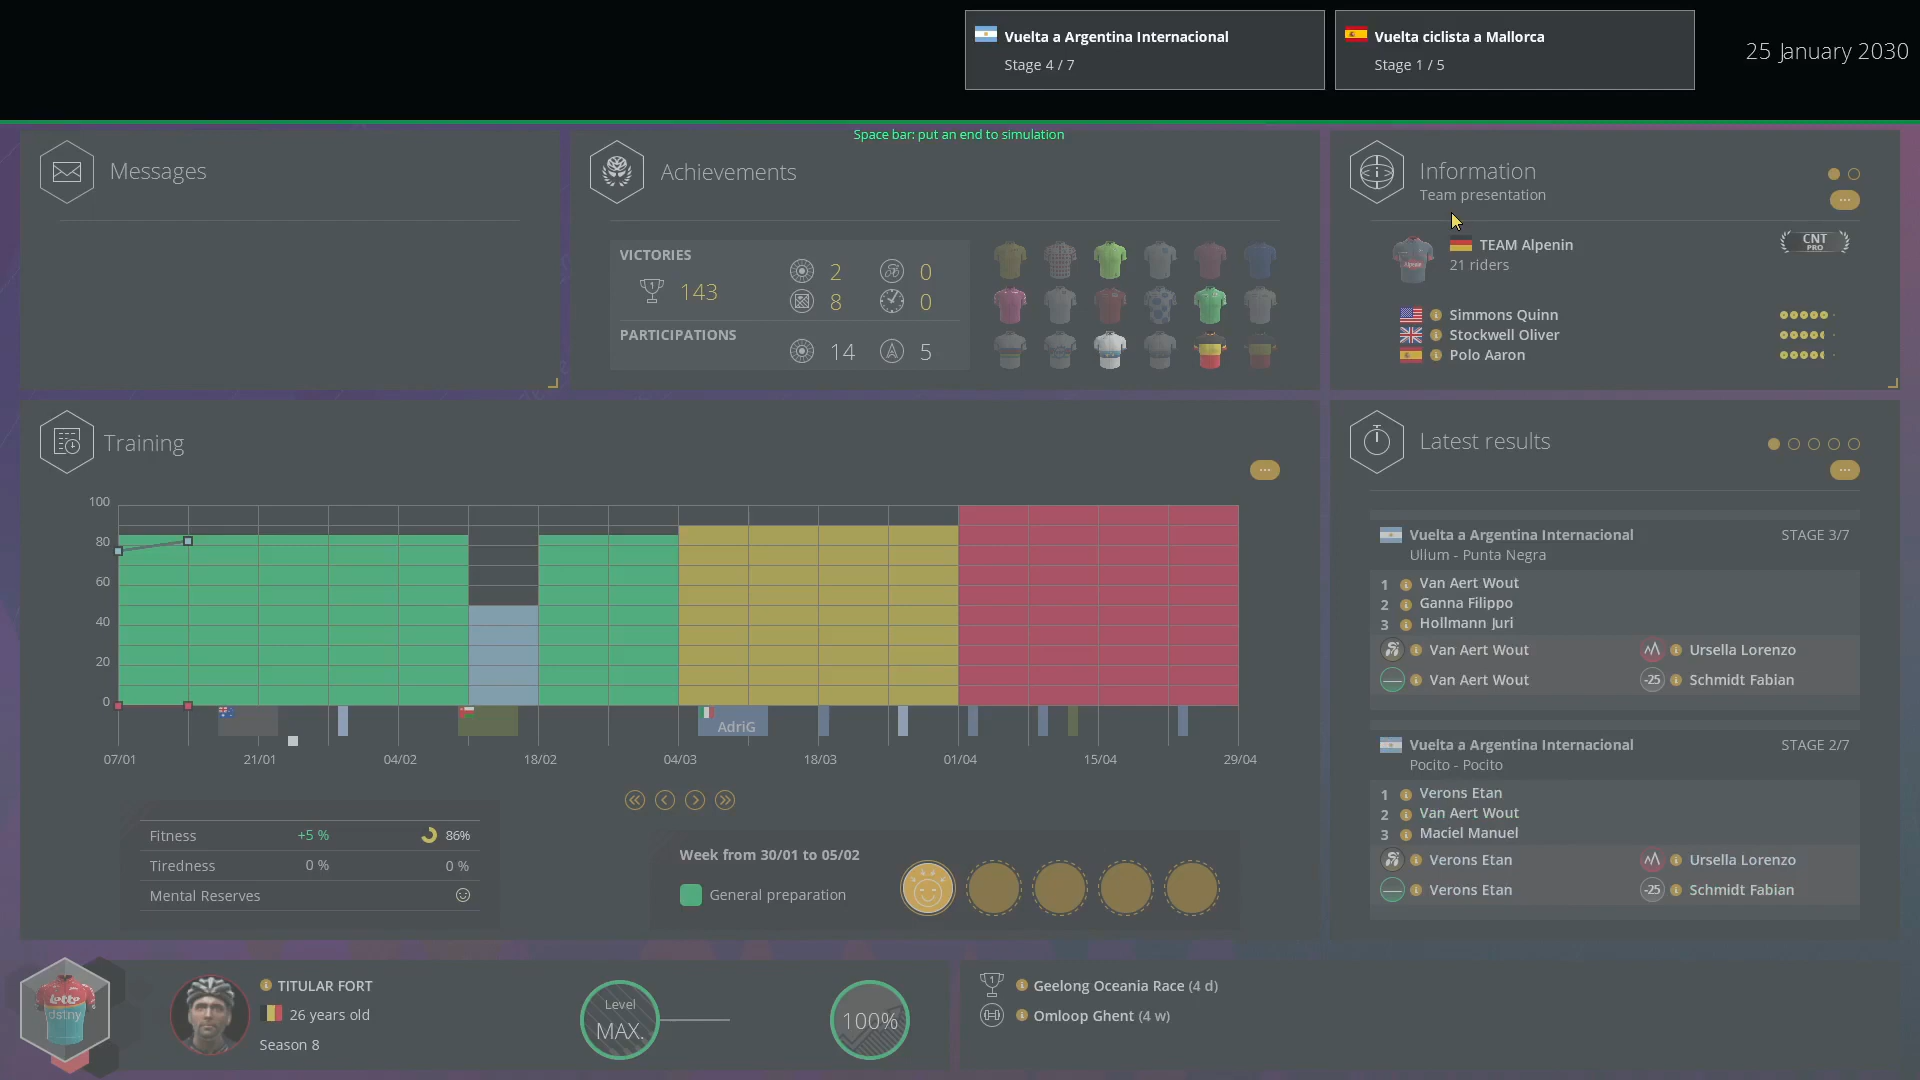 Vuelta a Argentina Internacional
Stage 4 / 7
Vuelta ciclista a Mallorca
Stage 1 / 5
25 January 2030
Space bar: put an end to simulation
Messages
Achievements
VICTORIES
143
2
0
8
0
PARTICIPATIONS
14
5
Information
Team presentation
TEAM Alpenin
21 riders
CNT
PRO
Simmons Quinn
Stockwell Oliver
Polo Aaron
Training
100
80
60
40
20
0
AdriG
07/01
21/01
04/02
18/02
04/03
18/03
01/04
15/04
29/04
Fitness +5 % 86%
Tiredness 0 % 0 %
Mental Reserves
Week from 30/01 to 05/02
General preparation
Latest results
Vuelta a Argentina Internacional STAGE 3/7
Ullum - Punta Negra
1 Van Aert Wout
2 Ganna Filippo
3 Hollmann Juri
Van Aert Wout Ursella Lorenzo
Van Aert Wout -25 Schmidt Fabian
Vuelta a Argentina Internacional STAGE 2/7
Pocito - Pocito
1 Verons Etan
2 Van Aert Wout
3 Maciel Manuel
Verons Etan Ursella Lorenzo
Verons Etan -25 Schmidt Fabian
lotto
dstny
TITULAR FORT
26 years old
Season 8
Level
MAX.
100%
Geelong Oceania Race (4 d)
Omloop Ghent (4 w)